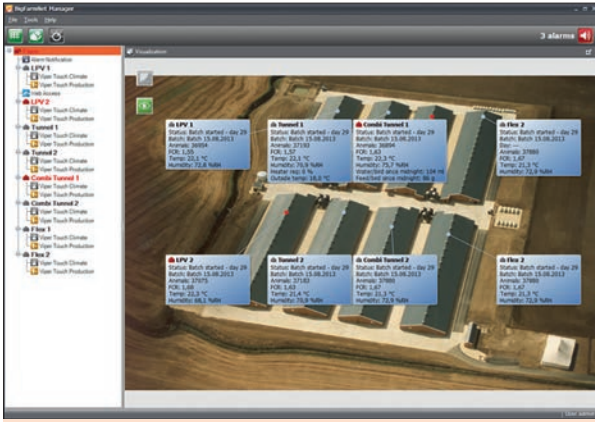 BigFarmNet Manager
File Tools Help
3 alarms
Visualization
Alarm Notification
LPV 1
Viper Touch Climate
Viper Touch Production
Web Access
LPV 2
Viper Touch Climate
Viper Touch Production
Tunnel 1
Viper Touch Climate
Viper Touch Production
Tunnel 2
Viper Touch Climate
Viper Touch Production
Combi Tunnel 1
Viper Touch Climate
Viper Touch Production
Combi Tunnel 2
Viper Touch Climate
Viper Touch Production
Flex 1
Viper Touch Climate
Viper Touch Production
Flex 2
Viper Touch Climate
Viper Touch Production
LPV 1
Status: Batch started - day 29
Batch: Batch 15.08.2013
Animals: 36954
FCR: 1,55
Temp: 22,1 °C
Humidity: 72,6 %RH
Tunnel 1
Status: Batch started - day 29
Batch: Batch 15.08.2013
Animals: 37193
FCR: 1,57
Temp: 22,3 °C
Humidity: 70,9 %RH
Heater req: 0 %
Outside temp: 16,0 °C
Combi Tunnel 1
Status: Batch started - day 29
Batch: Batch 15.08.2013
Animals: 36894
FCR: 1,63
Temp: 23,3 °C
Humidity: 75,7 %RH
Water/bird since midnight: 104 ml
Feed/bird since midnight: 66 g
Flex 2
Status: Batch started - day 29
Day: ---
Animals: 37880
FCR: 1,67
Temp: 21,3 °C
Humidity: 72,9 %RH
LPV 2
Status: Batch started - day 29
Batch: Batch 15.08.2013
Animals: 37075
FCR: 1,60
Temp: 22,3 °C
Humidity: 68,1 %RH
Tunnel 2
Status: Batch started - day 29
Batch: Batch 15.08.2013
Animals: 37183
FCR: 1,63
Temp: 21,4 °C
Humidity: 72,9 %RH
Combi Tunnel 2
Status: Batch started - day 29
Batch: Batch 15.08.2013
Animals: 37880
FCR: 1,67
Temp: 21,3 °C
Humidity: 72,9 %RH
Flex 2
Status: Batch started - day 29
Batch: Batch 15.08.2013
Animals: 37880
FCR: 1,67
Temp: 21,3 °C
Humidity: 72,9 %RH
User: admin